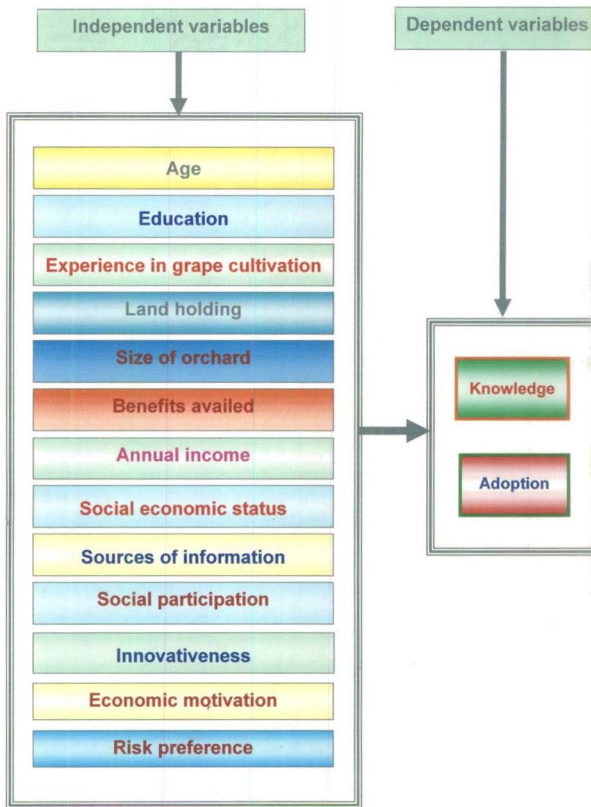 Independent variables
Dependent variables
Age
Education
Experience in grape cultivation
Land holding
Size of orchard
Benefits availed
Annual income
Social economic status
Sources of information
Social participation
Innovativeness
Economic motivation
Risk preference
Knowledge
Adoption